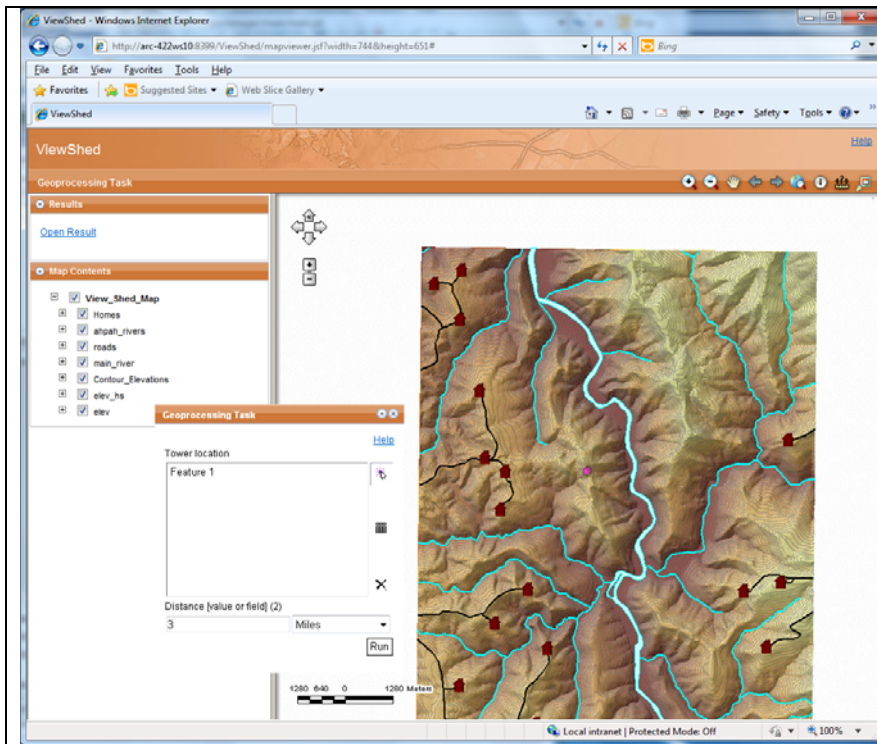 ViewShed - Windows Internet Explorer
http://arc-422ws10:8399/ViewShed/mapviewer.jsf?width=744&height=651#
Bing
File Edit View Favorites Tools Help
Favorites Suggested Sites Web Slice Gallery
ViewShed
Page Safety Tools
ViewShed
Help
Geoprocessing Task
Results
Open Result
Map Contents
View_Shed_Map
Homes
ahpah_rivers
roads
main_river
Contour_Elevations
elev_hs
elev
Geoprocessing Task
Help
Tower location
Feature 1
Distance [value or field] (2)
3 Miles
Run
1280 640 0 1280 Meters
Local intranet | Protected Mode: Off 100%